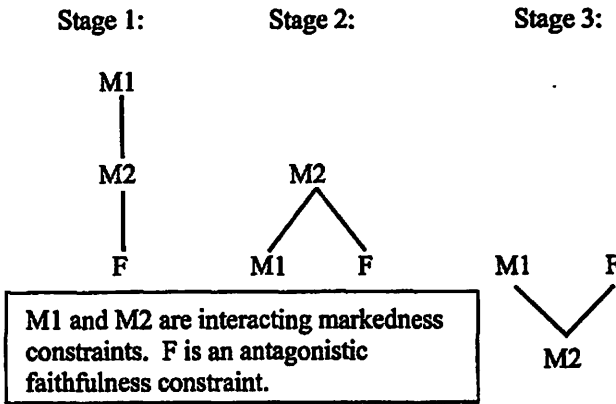 Stage 1: Stage 2: Stage 3:
M1
M2 M2
F M1 F M1 F
M2
M1 and M2 are interacting markedness
constraints. F is an antagonistic
faithfulness constraint.